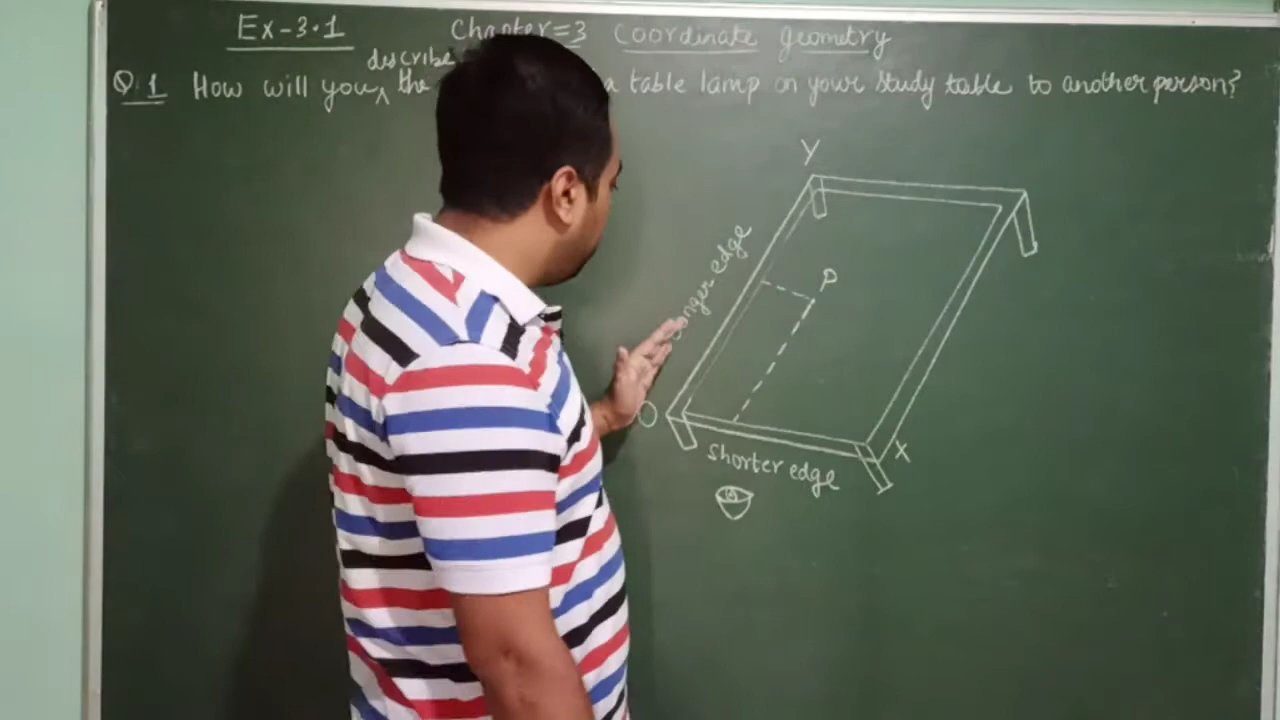 Ex-3.1 Chapter=3 Coordinate geometry
describe
Q.1 How will you ^ the a table lamp on your study table to another person?
Y
longer edge
P
O
X
shorter edge